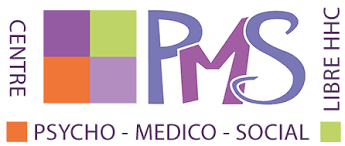 CENTRE
PMS
LIBRE HHC
PSYCHO - MEDICO - SOCIAL